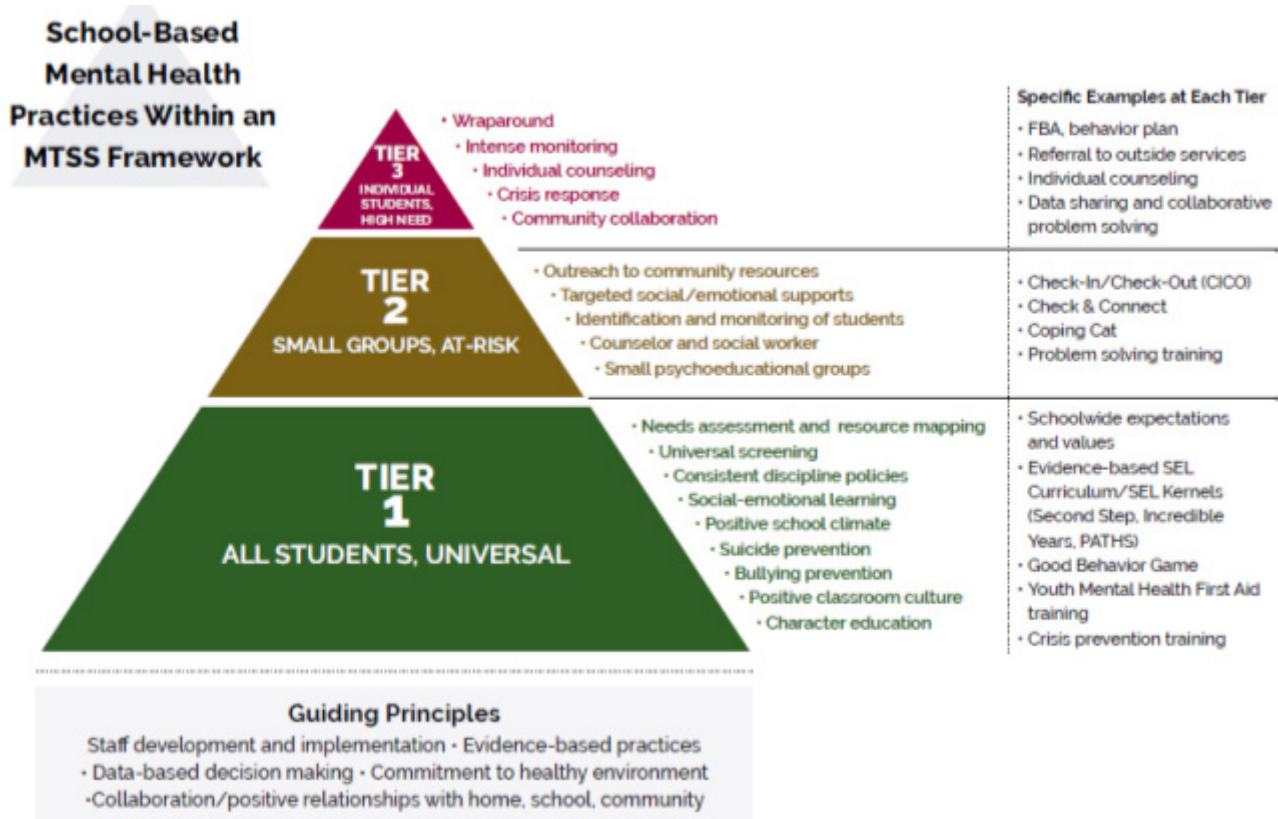 School-Based
Mental Health
Practices Within an
MTSS Framework
TIER
3
INDIVIDUAL
STUDENTS,
HIGH NEED
• Wraparound
• Intense monitoring
• Individual counseling
• Crisis response
• Community collaboration
Specific Examples at Each Tier
• FBA, behavior plan
• Referral to outside services
• Individual counseling
• Data sharing and collaborative
problem solving
TIER
2
SMALL GROUPS, AT-RISK
• Outreach to community resources
• Targeted social/emotional supports
• Identification and monitoring of students
• Counselor and social worker
• Small psychoeducational groups
• Check-In/Check-Out (CICO)
• Check & Connect
• Coping Cat
• Problem solving training
TIER
1
ALL STUDENTS, UNIVERSAL
• Needs assessment and resource mapping
• Universal screening
• Consistent discipline policies
• Social-emotional learning
• Positive school climate
• Suicide prevention
• Bullying prevention
• Positive classroom culture
• Character education
• Schoolwide expectations
and values
• Evidence-based SEL
Curriculum/SEL Kernels
(Second Step, Incredible
Years, PATHS)
• Good Behavior Game
• Youth Mental Health First Aid
training
• Crisis prevention training
Guiding Principles
Staff development and implementation • Evidence-based practices
• Data-based decision making • Commitment to healthy environment
•Collaboration/positive relationships with home, school, community